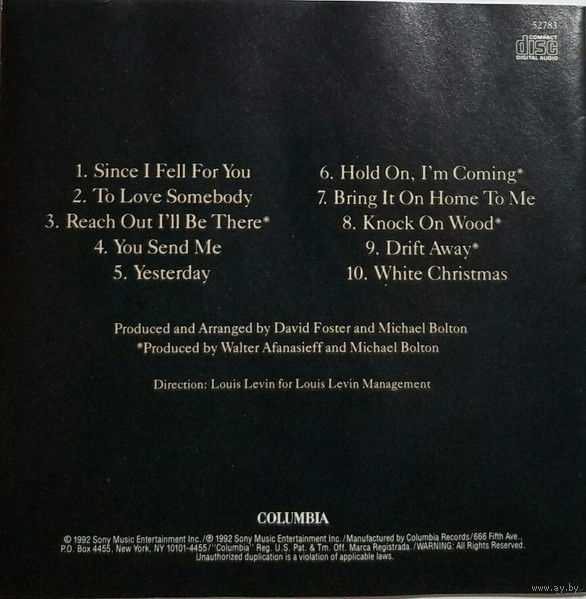 52783
COMPACT
disc
DIGITAL AUDIO
1. Since I Fell For You
2. To Love Somebody
3. Reach Out I'll Be There*
4. You Send Me
5. Yesterday
6. Hold On, I'm Coming*
7. Bring It On Home To Me
8. Knock On Wood*
9. Drift Away*
10. White Christmas
Produced and Arranged by David Foster and Michael Bolton
*Produced by Walter Afanasieff and Michael Bolton
Direction: Louis Levin for Louis Levin Management
COLUMBIA
© 1992 Sony Music Entertainment Inc./℗ 1992 Sony Music Entertainment Inc./Manufactured by Columbia Records/666 Fifth Ave.,
P.O. Box 4455, New York, NY 10101-4455/"Columbia" Reg. U.S. Pat. & Tm. Off. Marca Registrada./WARNING: All Rights Reserved.
Unauthorized duplication is a violation of applicable laws.
www.ay.by